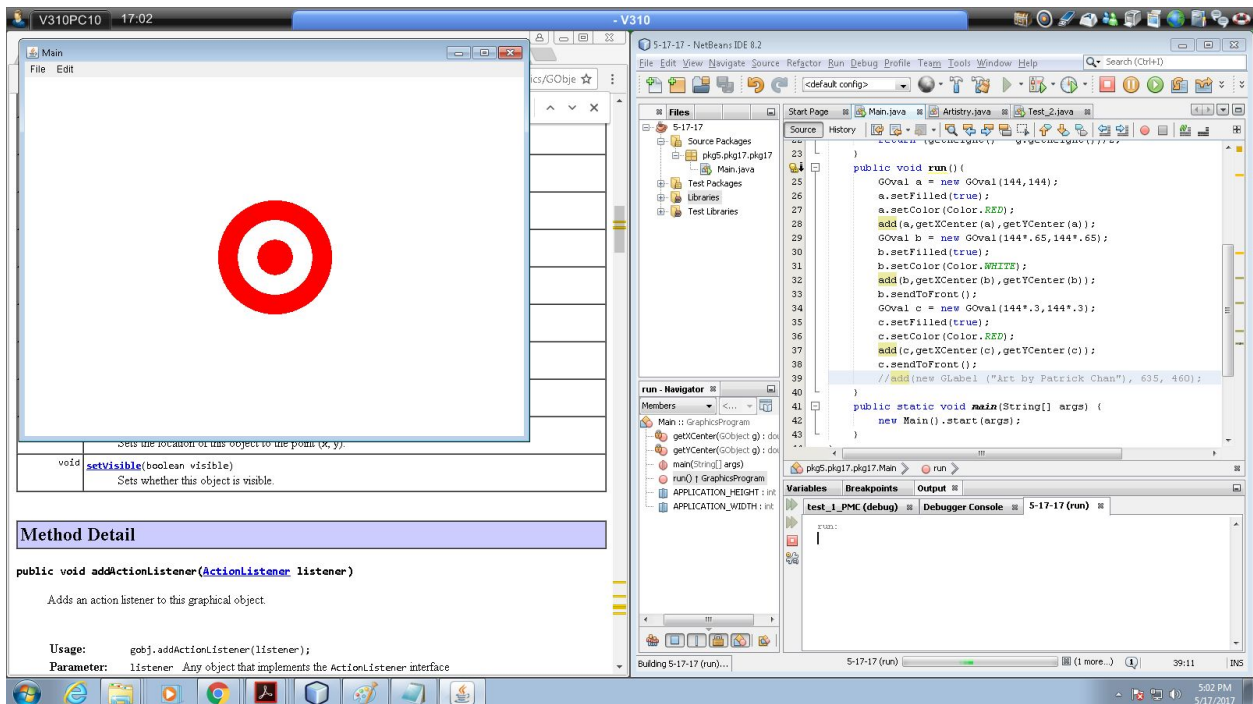 V310PC10 17:02 - V310
Main
File Edit
ics/GObje
Sets the location of this object to the point (x, y).
void setVisible(boolean visible)
Sets whether this object is visible.
Method Detail
public void addActionListener(ActionListener listener)
Adds an action listener to this graphical object.
Usage: gobj.addActionListener(listener);
Parameter: listener Any object that implements the ActionListener interface
5-17-17 - NetBeans IDE 8.2
File Edit View Navigate Source Refactor Run Debug Profile Team Tools Window Help
Search (Ctrl+I)
<default config>
Files
5-17-17
Source Packages
pkg5.pkg17.pkg17
Main.java
Test Packages
Libraries
Test Libraries
run - Navigator
Members <...
Main :: GraphicsProgram
getXCenter(GObject g) : dou
getYCenter(GObject g) : dou
main(String[] args)
run() ↑ GraphicsProgram
APPLICATION_HEIGHT : int
APPLICATION_WIDTH : int
Start Page Main.java Artistry.java Test_2.java
Source History
23 }
public void run(){
25 GOval a = new GOval(144,144);
26 a.setFilled(true);
27 a.setColor(Color.RED);
28 add(a,getXCenter(a),getYCenter(a));
29 GOval b = new GOval(144*.65,144*.65);
30 b.setFilled(true);
31 b.setColor(Color.WHITE);
32 add(b,getXCenter(b),getYCenter(b));
33 b.sendToFront();
34 GOval c = new GOval(144*.3,144*.3);
35 c.setFilled(true);
36 c.setColor(Color.RED);
37 add(c,getXCenter(c),getYCenter(c));
38 c.sendToFront();
39 //add(new GLabel ("Art by Patrick Chan"), 635, 460);
40 }
41 public static void main(String[] args) {
42 new Main().start(args);
43 }
pkg5.pkg17.pkg17.Main run
Variables Breakpoints Output
test_1_PMC (debug) Debugger Console 5-17-17 (run)
run:
Building 5-17-17 (run)... 5-17-17 (run) (1 more...) 1 39:11 INS
5:02 PM
5/17/2017